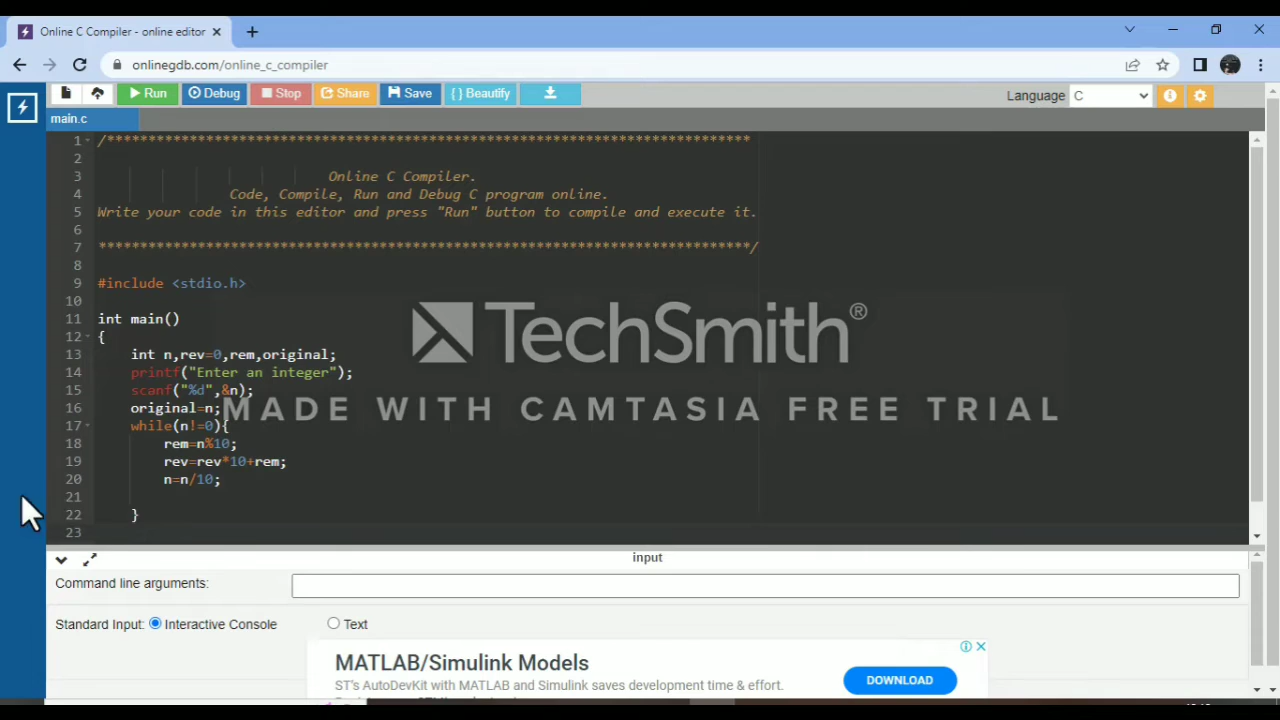 Online C Compiler - online editor
onlinegdb.com/online_c_compiler
Run Debug Stop Share Save { } Beautify Language C
main.c
1 /******************************************************************************
2
3 Online C Compiler.
4 Code, Compile, Run and Debug C program online.
5 Write your code in this editor and press "Run" button to compile and execute it.
6
7 *******************************************************************************/
8
9 #include <stdio.h>
10
11 int main()
12 {
13 int n,rev=0,rem,original;
14 printf("Enter an integer");
15 scanf("%d",&n);
16 original=n;
17 while(n!=0){
18 rem=n%10;
19 rev=rev*10+rem;
20 n=n/10;
21
22 }
23
TechSmith®
MADE WITH CAMTASIA FREE TRIAL
input
Command line arguments:
Standard Input: Interactive Console Text
MATLAB/Simulink Models
ST's AutoDevKit with MATLAB and Simulink saves development time & effort.
DOWNLOAD